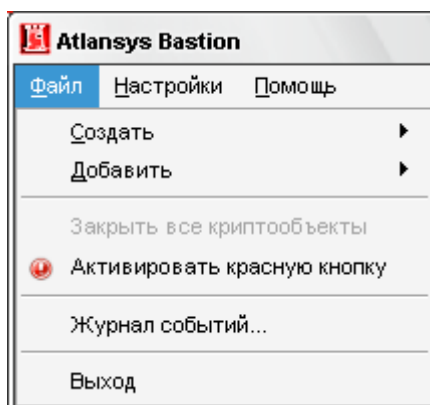 Atlansys Bastion
Файл Настройки Помощь
Создать
Добавить
Закрыть все криптообъекты
Активировать красную кнопку
Журнал событий...
Выход